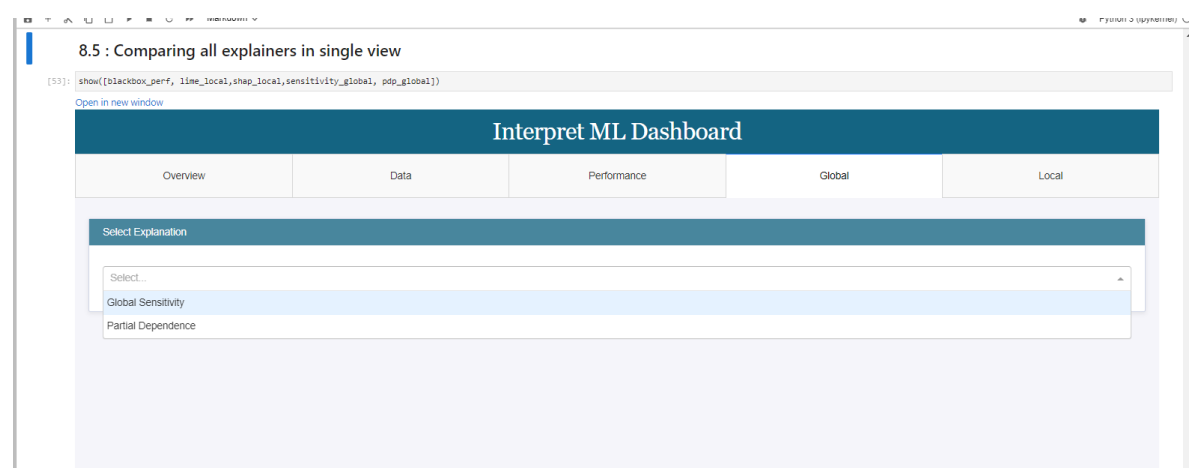 Markdown
Python 3 (ipykernel)
8.5 : Comparing all explainers in single view
[53]: show([blackbox_perf, lime_local,shap_local,sensitivity_global, pdp_global])
Open in new window
Interpret ML Dashboard
Overview Data Performance Global Local
Select Explanation
Select...
Global Sensitivity
Partial Dependence